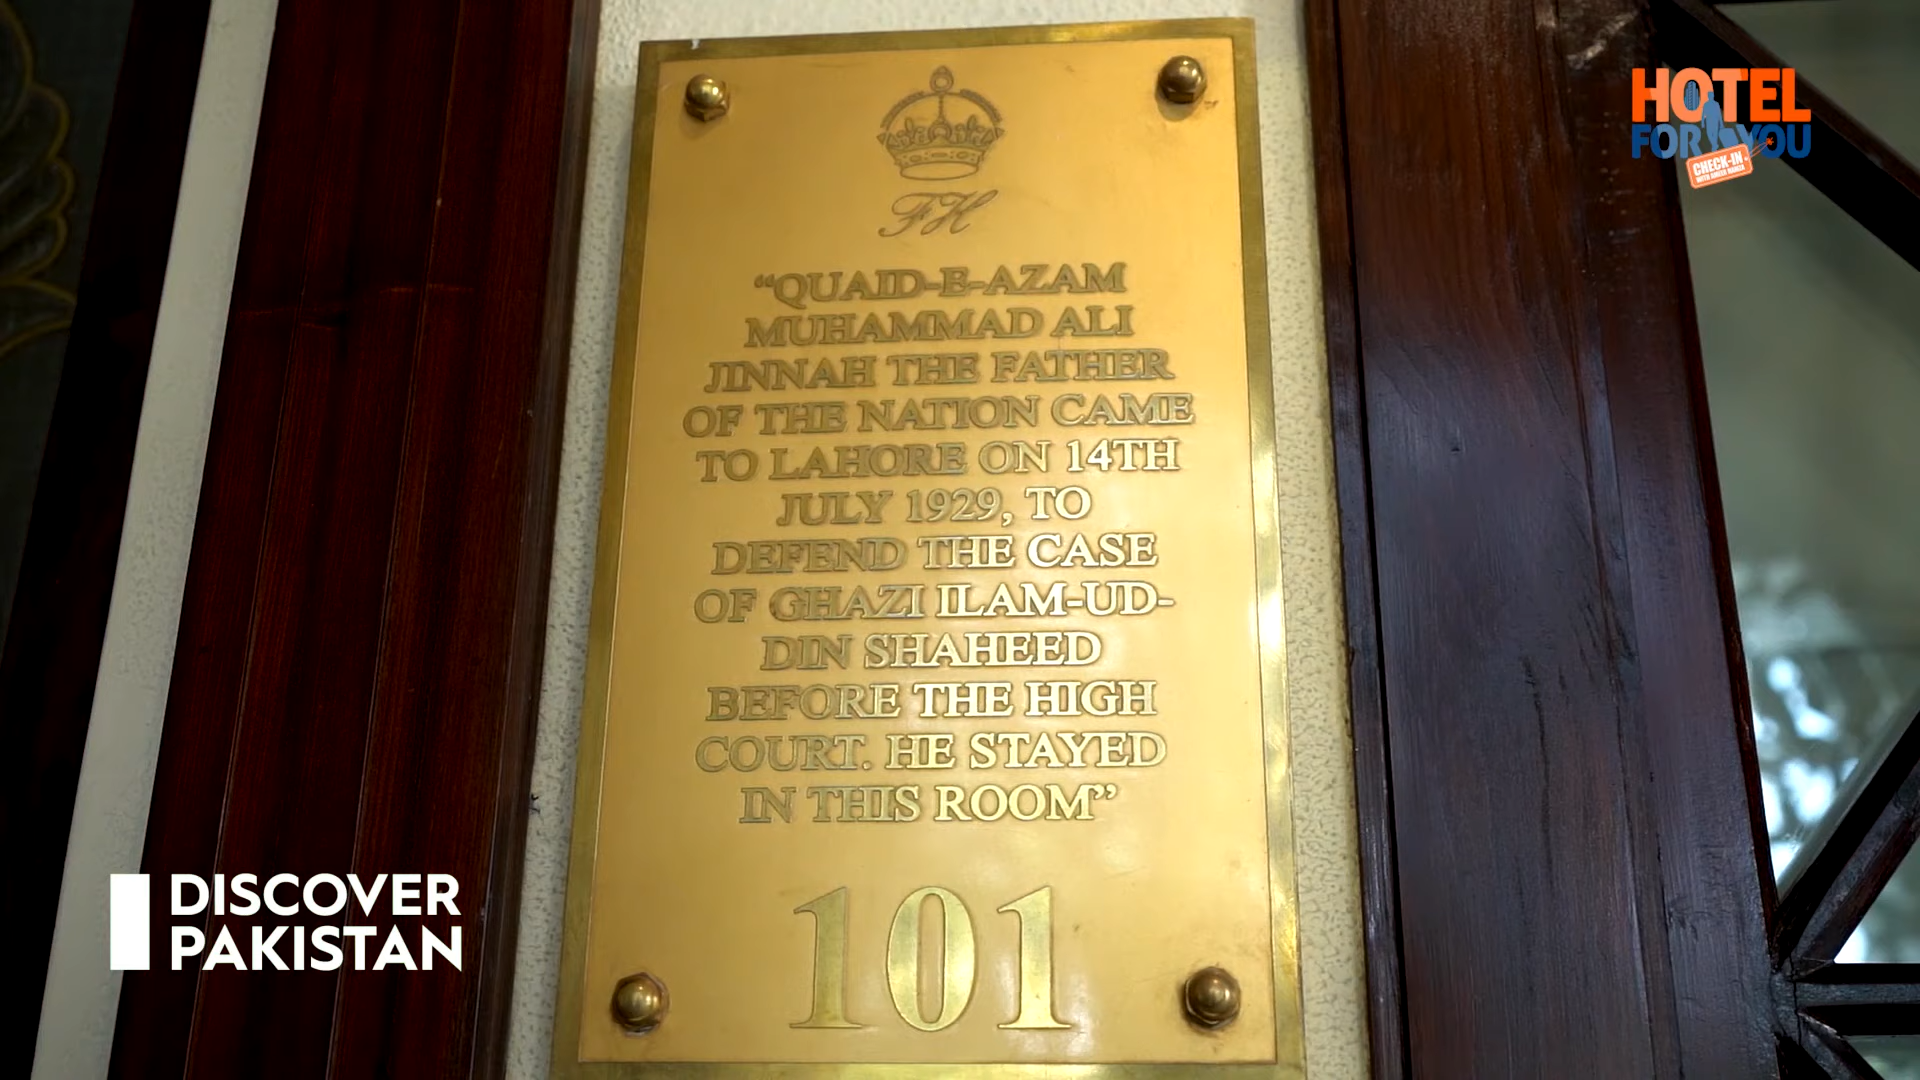 HOTEL
FOR YOU
CHECK-IN
FH
“QUAID-E-AZAM
MUHAMMAD ALI
JINNAH THE FATHER
OF THE NATION CAME
TO LAHORE ON 14TH
JULY 1929, TO
DEFEND THE CASE
OF GHAZI ILAM-UD-
DIN SHAHEED
BEFORE THE HIGH
COURT. HE STAYED
IN THIS ROOM”
101
DISCOVER
PAKISTAN